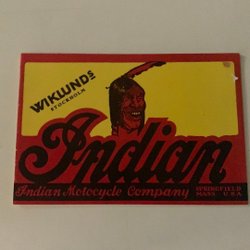 WIKLUNDS
STOCKHOLM
Indian
Indian Motocycle Company
SPRINGFIELD
MASS. U.S.A.